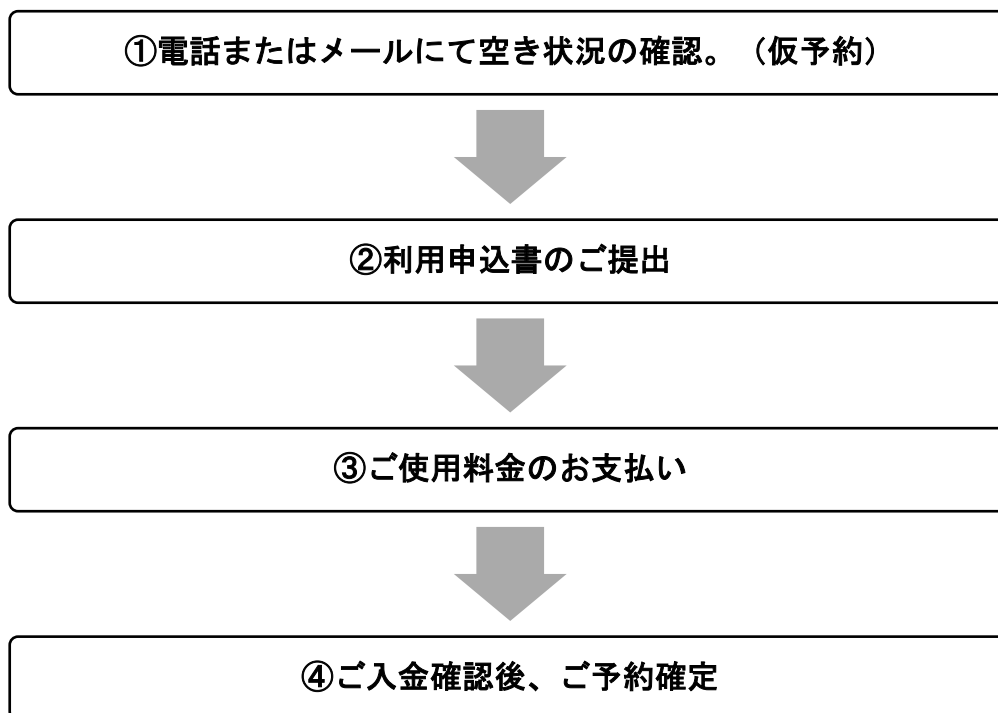 ①電話またはメールにて空き状況の確認。（仮予約）
②利用申込書のご提出
③ご使用料金のお支払い
④ご入金確認後、ご予約確定